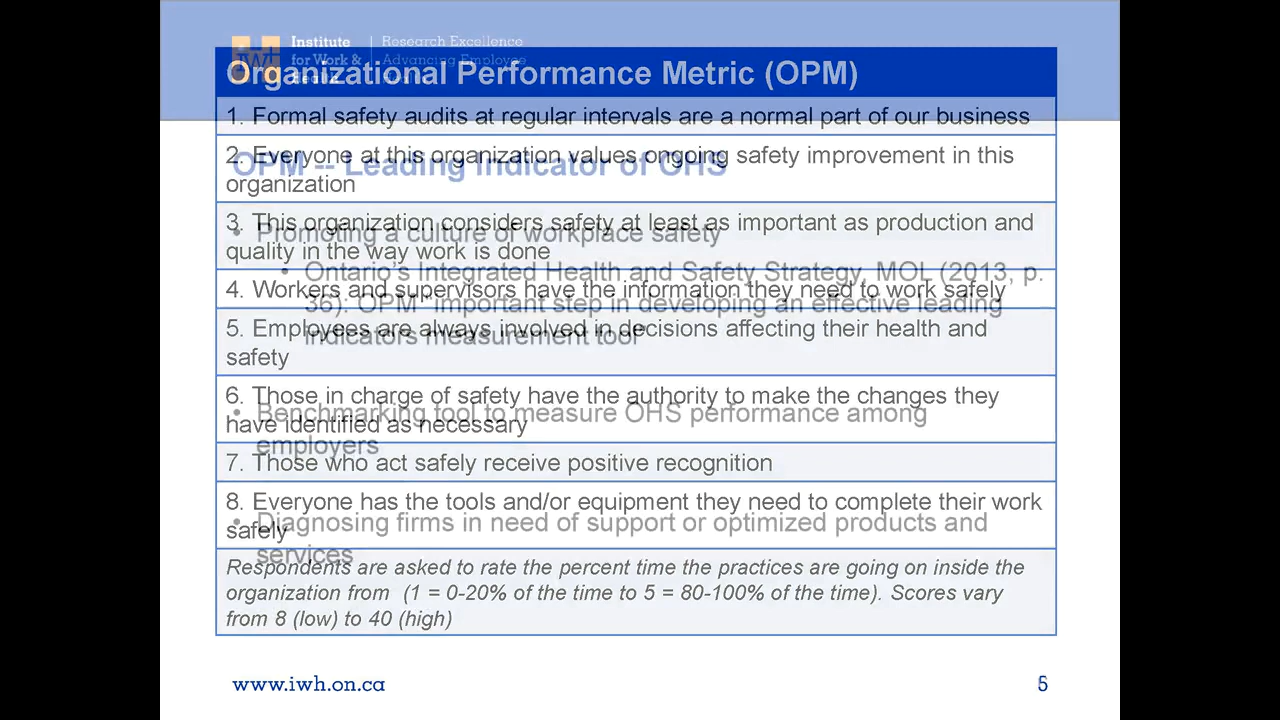 Institute
for Work &
Health
Research Excellence
Advancing Employee
Organizational Performance Metric (OPM)
1. Formal safety audits at regular intervals are a normal part of our business
2. Everyone at this organization values ongoing safety improvement in this
organization
3. This organization considers safety at least as important as production and
quality in the way work is done
4. Workers and supervisors have the information they need to work safely
5. Employees are always involved in decisions affecting their health and
safety
6. Those in charge of safety have the authority to make the changes they
have identified as necessary
7. Those who act safely receive positive recognition
8. Everyone has the tools and/or equipment they need to complete their work
safely
Respondents are asked to rate the percent time the practices are going on inside the
organization from (1 = 0-20% of the time to 5 = 80-100% of the time). Scores vary
from 8 (low) to 40 (high)
OPM -- Leading Indicator of OHS
• Promoting a culture of workplace safety
• Ontario's Integrated Health and Safety Strategy, MOL (2013, p.
36). OPM "important step in developing an effective leading
indicators measurement tool"
• Benchmarking tool to measure OHS performance among
employers
• Diagnosing firms in need of support or optimized products and
services
www.iwh.on.ca